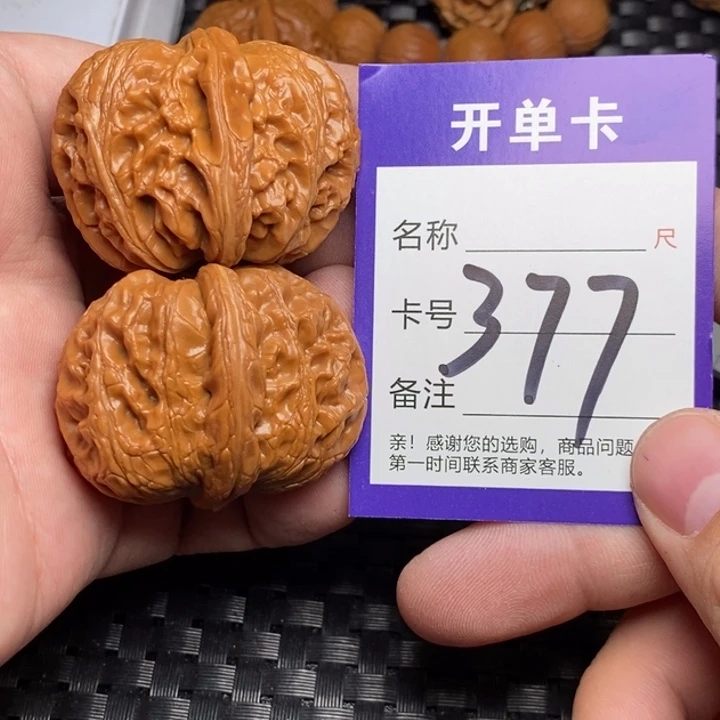 开单卡
名称 尺
卡号 377
备注
亲！感谢您的选购，商品问题
第一时间联系商家客服。